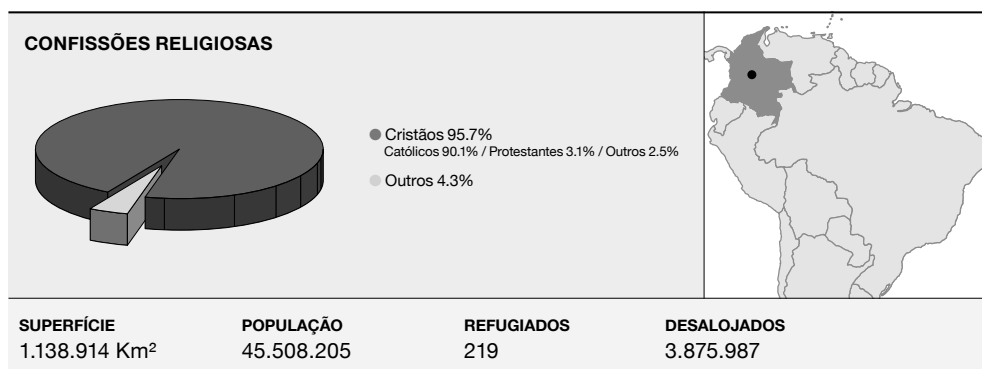 CONFISSÕES RELIGIOSAS
Cristãos 95.7%
Católicos 90.1% / Protestantes 3.1% / Outros 2.5%
Outros 4.3%
SUPERFÍCIE
1.138.914 Km²
POPULAÇÃO
45.508.205
REFUGIADOS
219
DESALOJADOS
3.875.987